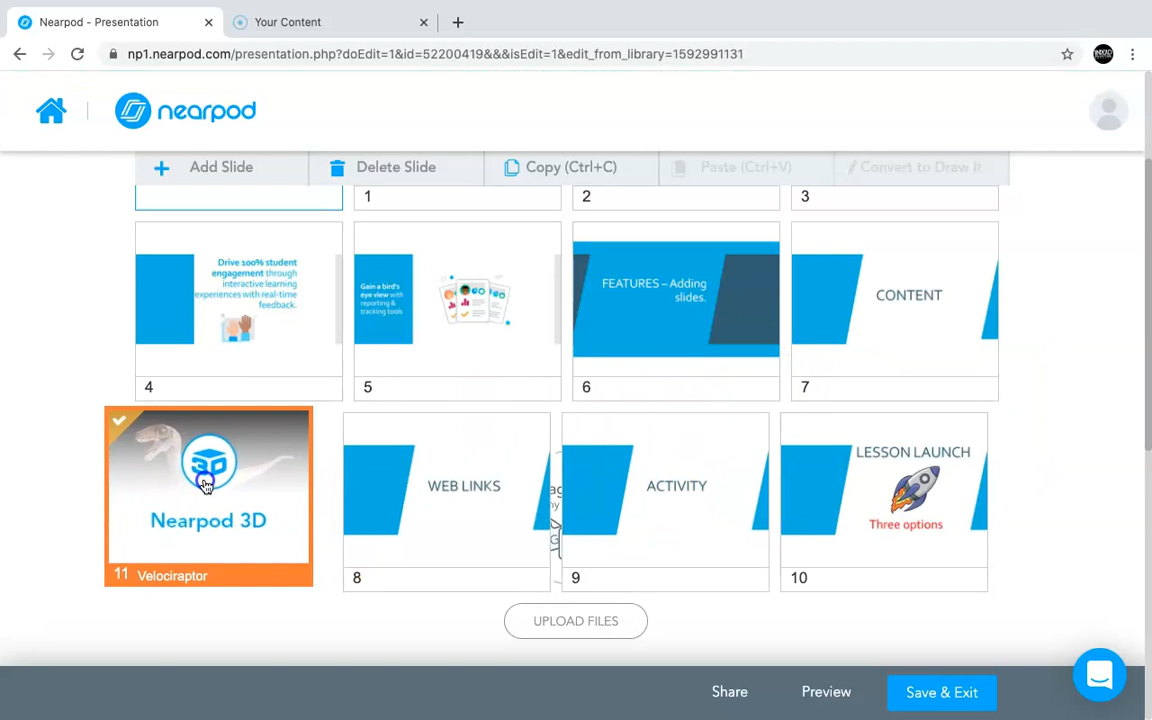 Nearpod - Presentation
Your Content
np1.nearpod.com/presentation.php?doEdit=1&id=52200419&&&isEdit=1&edit_from_library=1592991131
nearpod
Add Slide
Delete Slide
Copy (Ctrl+C)
Paste (Ctrl+V)
Convert to Draw It
1
2
3
Drive 100% student
engagement through
interactive learning
experiences with real-time
feedback.
4
Gain a bird's
eye view with
reporting &
tracking tools
5
FEATURES – Adding
slides.
6
CONTENT
7
3D
Nearpod 3D
11 Velociraptor
WEB LINKS
8
ACTIVITY
9
LESSON LAUNCH
Three options
10
UPLOAD FILES
Share
Preview
Save & Exit